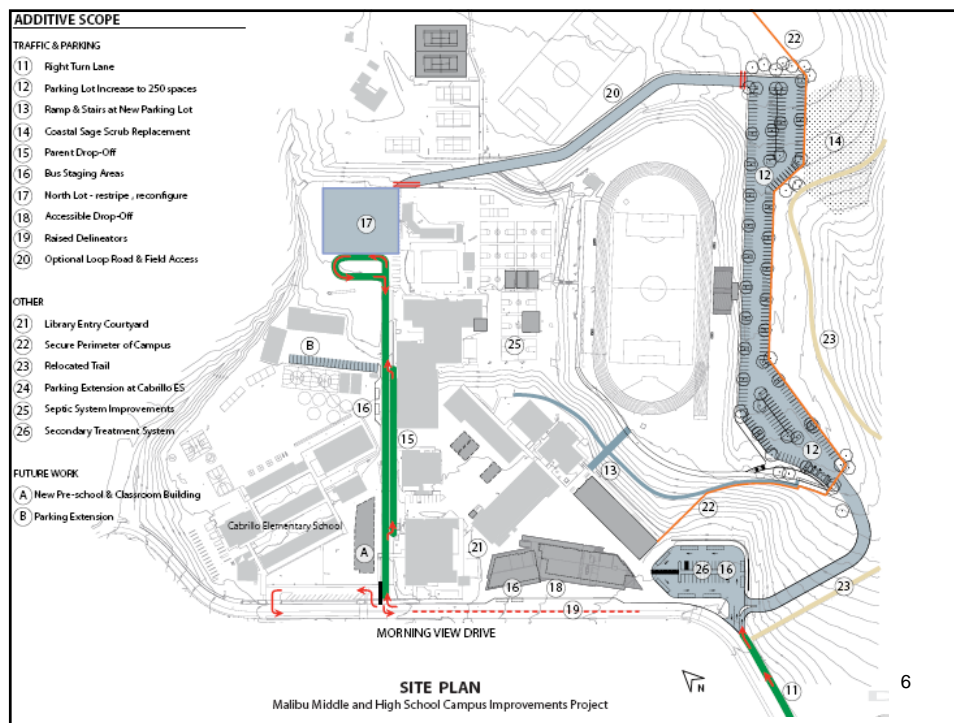 ADDITIVE SCOPE
TRAFFIC & PARKING
11 Right Turn Lane
12 Parking Lot Increase to 250 spaces
13 Ramp & Stairs at New Parking Lot
14 Coastal Sage Scrub Replacement
15 Parent Drop-Off
16 Bus Staging Areas
17 North Lot - restripe , reconfigure
18 Accessible Drop-Off
19 Raised Delineators
20 Optional Loop Road & Field Access
OTHER
21 Library Entry Courtyard
22 Secure Perimeter of Campus
23 Relocated Trail
24 Parking Extension at Cabrillo ES
25 Septic System Improvements
26 Secondary Treatment System
FUTURE WORK
A New Pre-school & Classroom Building
B Parking Extension
22
20
14
12
17
23
25
B
16
15
12
13
22
Cabrillo Elementary School
A
21
26 16
16
18
23
19
MORNING VIEW DRIVE
11
N
6
SITE PLAN
Malibu Middle and High School Campus Improvements Project